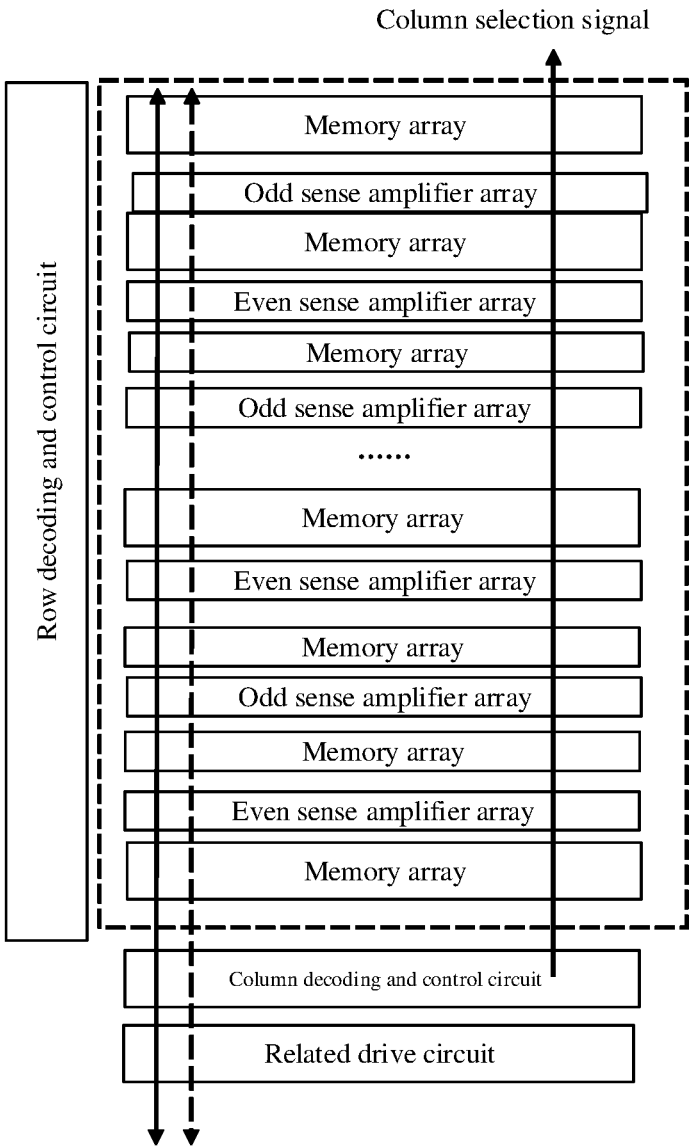 Column selection signal
Row decoding and control circuit
Memory array
Odd sense amplifier array
Memory array
Even sense amplifier array
Memory array
Odd sense amplifier array
......
Memory array
Even sense amplifier array
Memory array
Odd sense amplifier array
Memory array
Even sense amplifier array
Memory array
Column decoding and control circuit
Related drive circuit